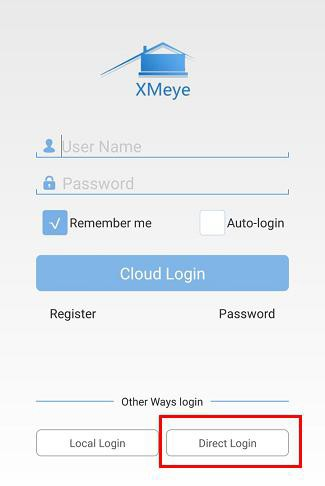 XMeye
User Name
Password
√ Remember me Auto-login
Cloud Login
Register Password
Other Ways login
Local Login Direct Login